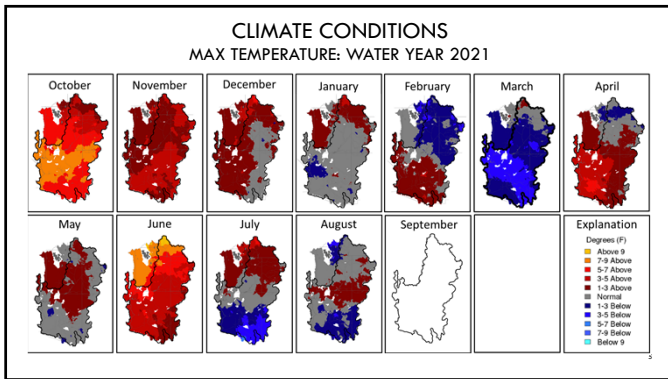 CLIMATE CONDITIONS
MAX TEMPERATURE: WATER YEAR 2021
October
November
December
January
February
March
April
May
June
July
August
September
Explanation
Degrees (F)
Above 9
7-9 Above
5-7 Above
3-5 Above
1-3 Above
Normal
1-3 Below
3-5 Below
5-7 Below
7-9 Below
Below 9
5